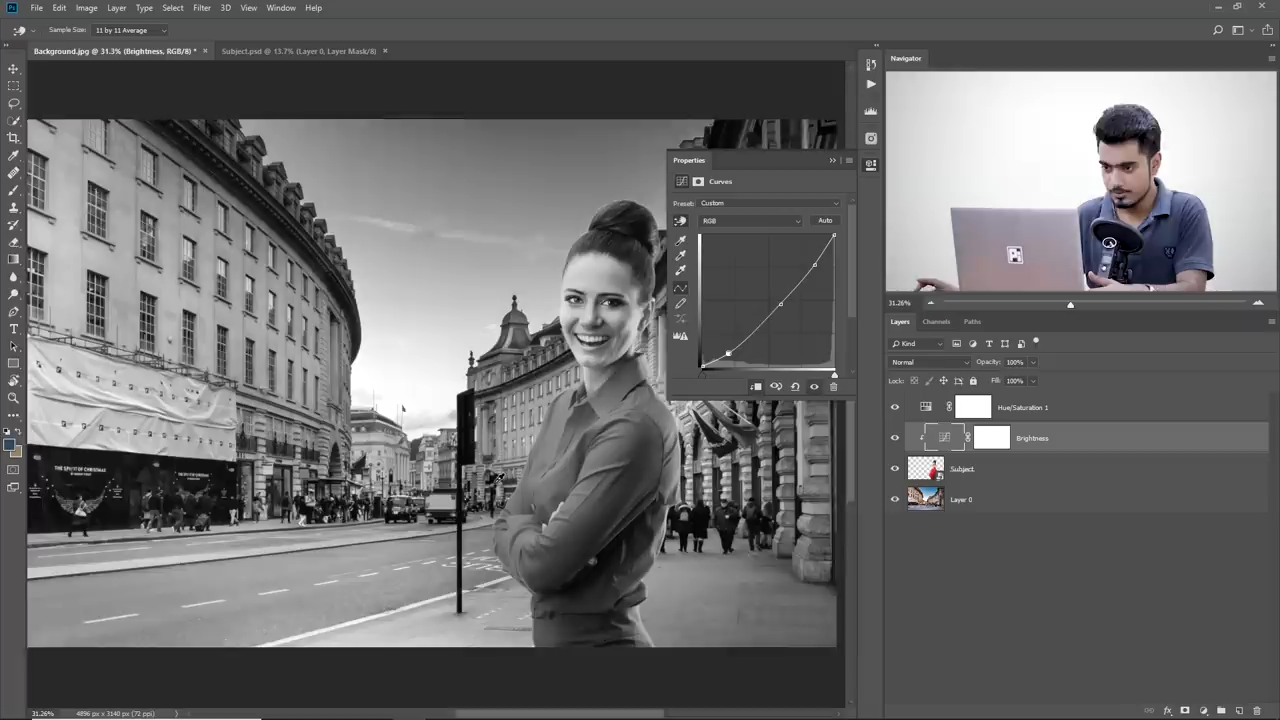 Ps File Edit Image Layer Type Select Filter 3D View Window Help
Sample Size: 11 by 11 Average
Background.jpg @ 31.3% (Brightness, RGB/8) * × Subject.psd @ 13.7% (Layer 0, Layer Mask/8) ×
Navigator
Properties
Curves
Preset: Custom
RGB Auto
31.26%
Layers Channels Paths
Kind
Normal Opacity: 100%
Lock: Fill: 100%
Hue/Saturation 1
Brightness
Subject
Layer 0
THE SPIRIT OF CHRISTMAS
31.26% 4896 px x 3140 px (72 ppi)